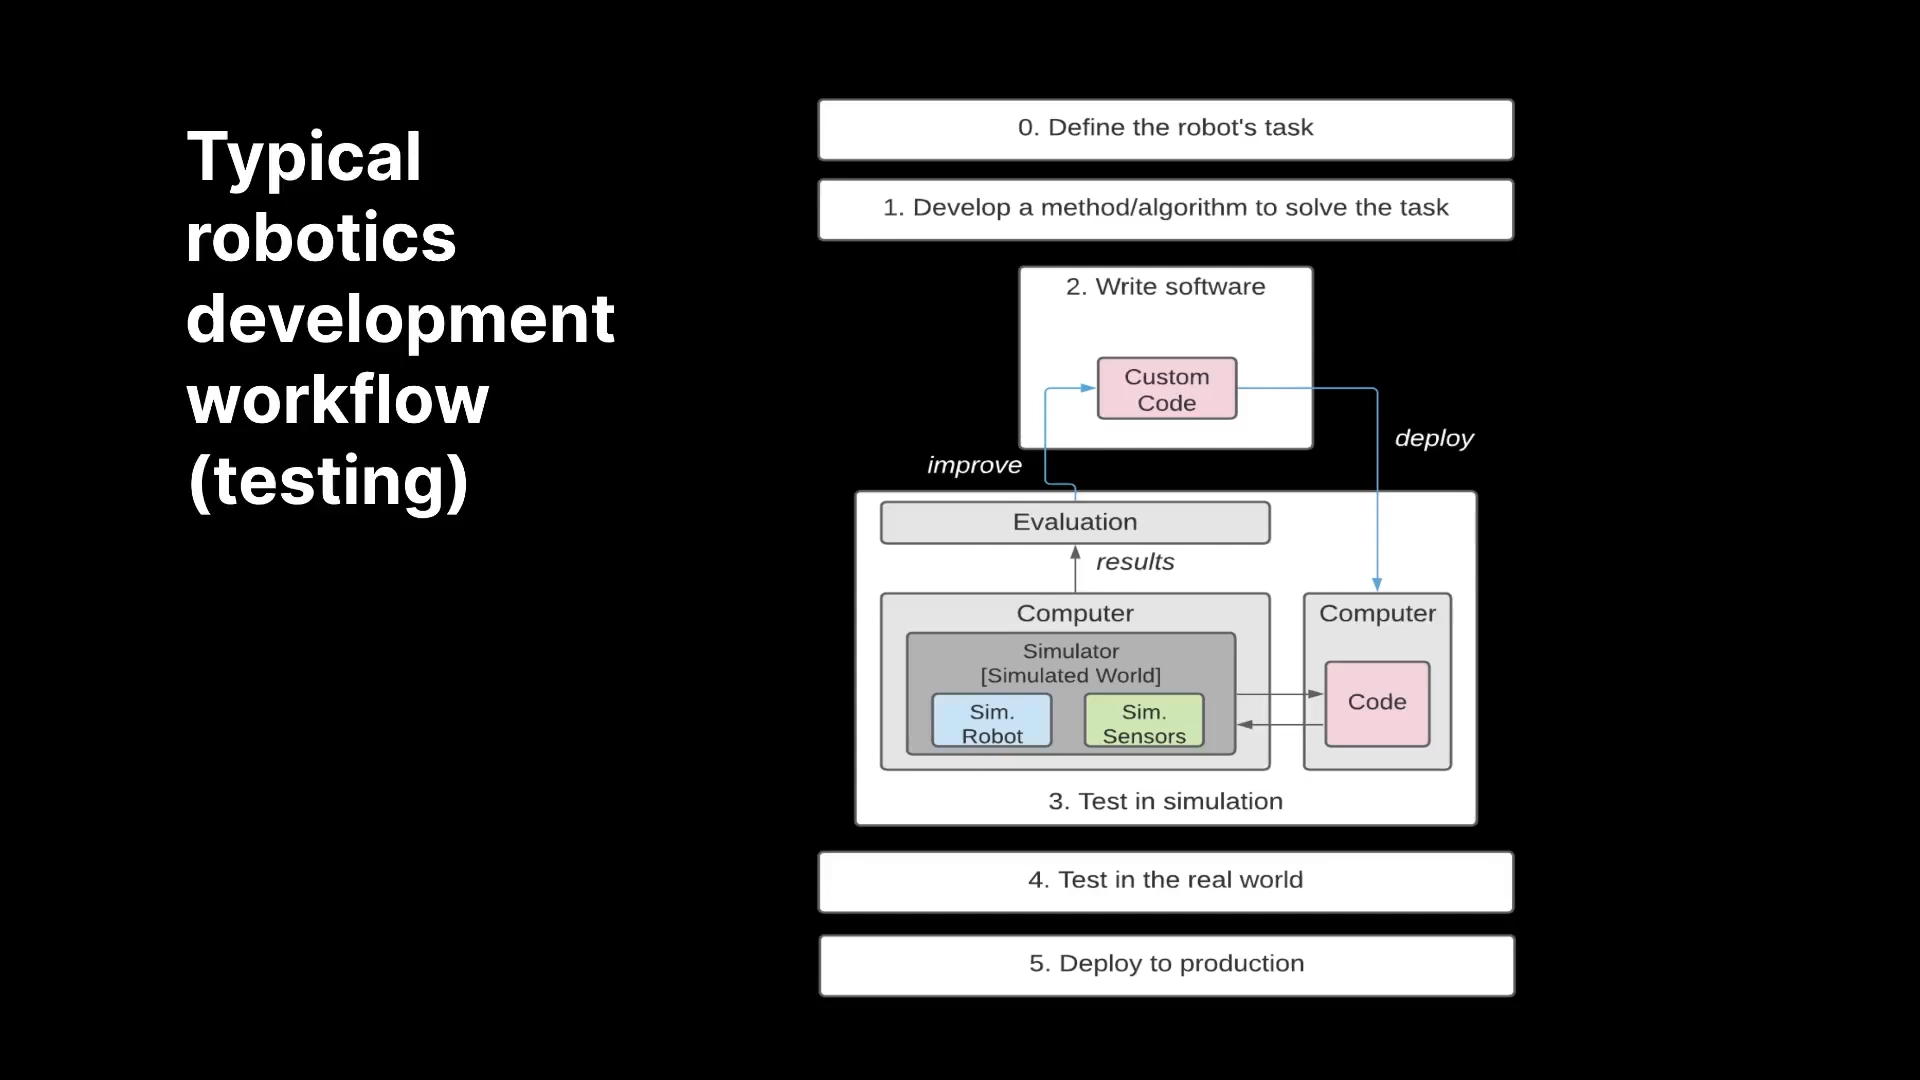 Typical
robotics
development
workflow
(testing)
0. Define the robot's task
1. Develop a method/algorithm to solve the task
2. Write software
Custom
Code
improve
deploy
Evaluation
results
Computer
Simulator
[Simulated World]
Sim.
Robot
Sim.
Sensors
Computer
Code
3. Test in simulation
4. Test in the real world
5. Deploy to production